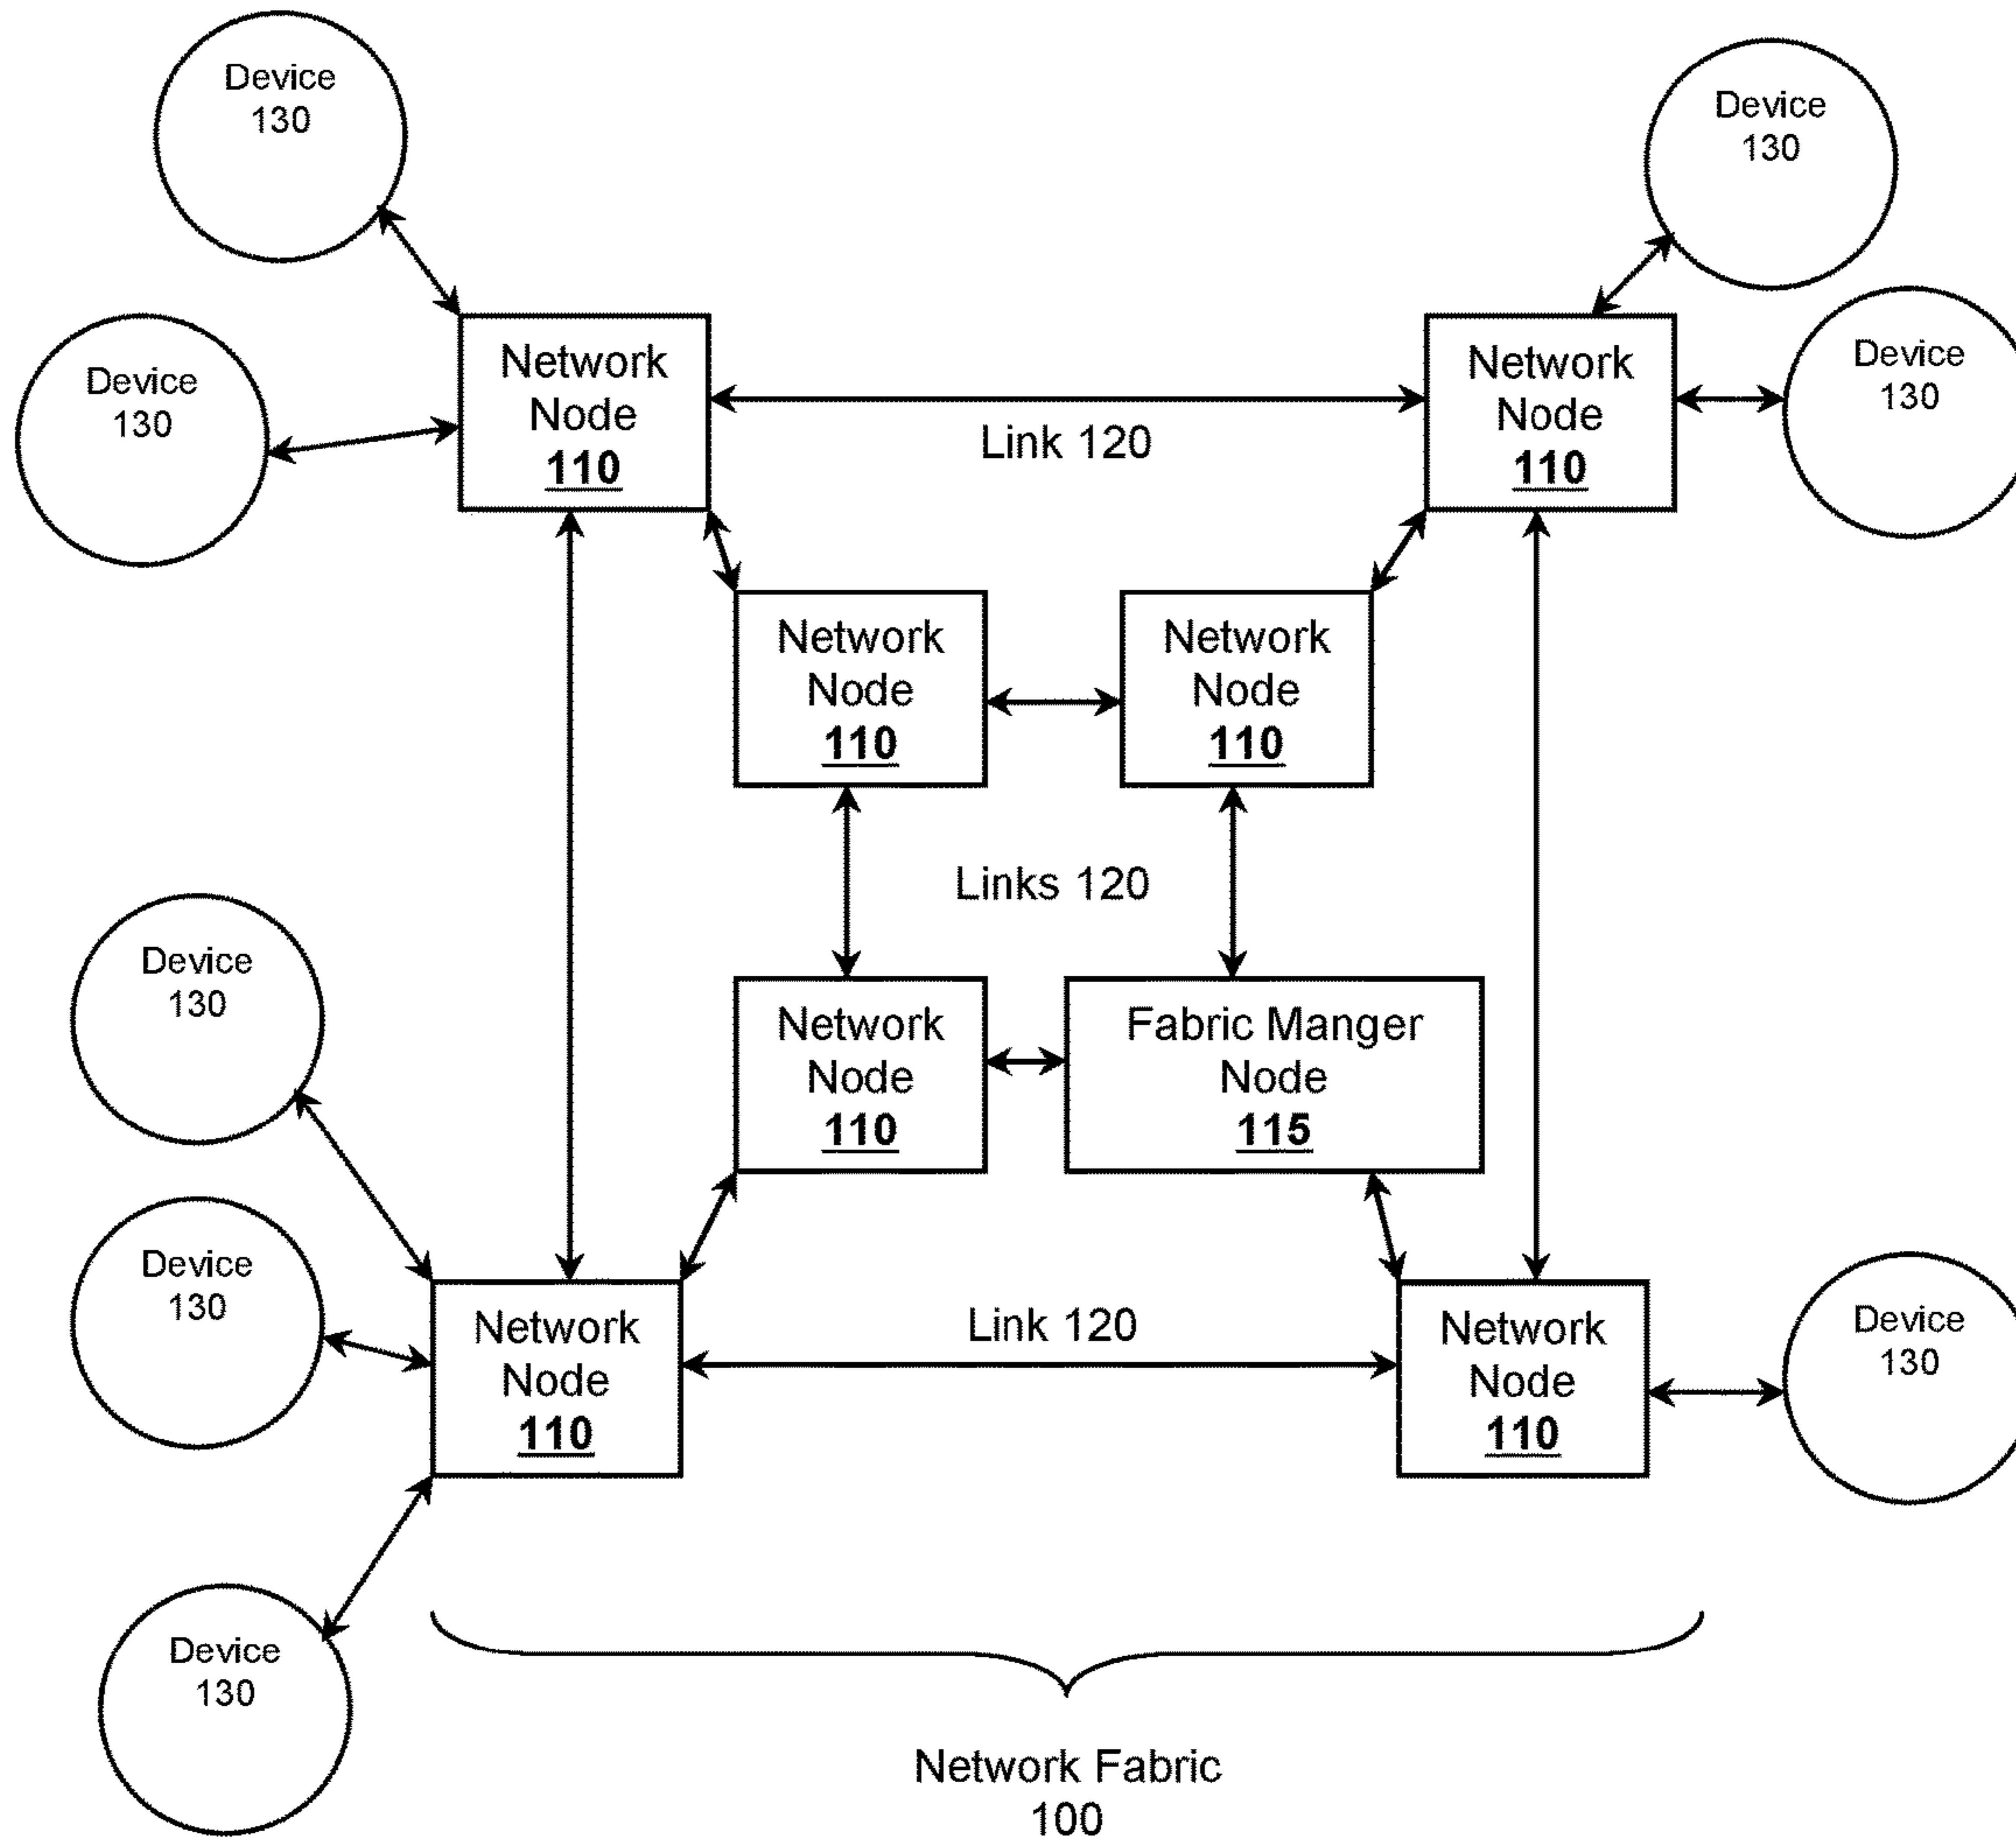 Device
130
Device
130
Device
130
Device
130
Network
Node
110
Network
Node
110
Link 120
Network
Node
110
Network
Node
110
Links 120
Device
130
Network
Node
110
Fabric Manger
Node
115
Device
130
Network
Node
110
Link 120
Network
Node
110
Device
130
Device
130
Network Fabric
100